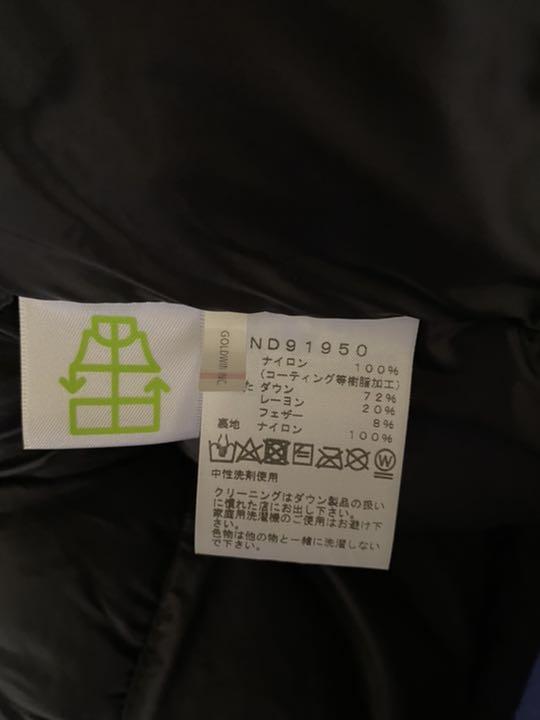 GOLDWIN INC.
ND91950
ナイロン 100%
(コーティング等樹脂加工)
た ダウン 72%
レーヨン 20%
フェザー 8%
裏地 ナイロン 100%
W
中性洗剤使用
クリーニングはダウン製品の扱い
に慣れた店にお出し下さい。
家庭用洗濯機のご使用はお避け下
さい。
色物は他の物と一緒に洗濯しない
で下さい。